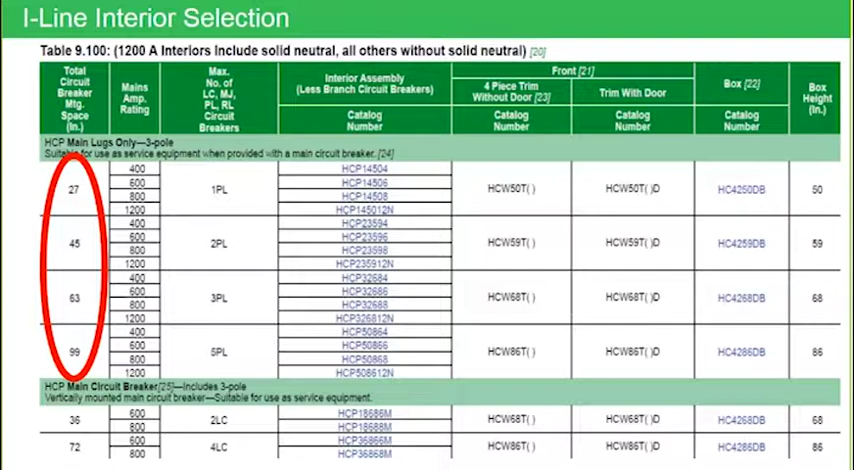 I-Line Interior Selection
Table 9.100: (1200 A Interiors Include solid neutral, all others without solid neutral) [20]
Total Circuit Breaker Mtg. Space (In.) Mains Amp. Rating Max. No. of LC, MJ, PL, RL Circuit Breakers Interior Assembly (Less Branch Circuit Breakers) Front [21] Box [22] Box Height (In.)
4 Piece Trim Without Door [23] Trim With Door
Catalog Number Catalog Number Catalog Number Catalog Number
HCP Main Lugs Only—3-pole
Suitable for use as service equipment when provided with a main circuit breaker. [24]
27 400 1PL HCP14504 HCW50T( ) HCW50T( )D HC4250DB 50
600 HCP14506
800 HCP14508
1200 HCP145012N
45 400 2PL HCP23594 HCW59T( ) HCW59T( )D HC4259DB 59
600 HCP23596
800 HCP23598
1200 HCP235912N
63 400 3PL HCP32684 HCW68T( ) HCW68T( )D HC4268DB 68
600 HCP32686
800 HCP32688
1200 HCP326812N
99 400 5PL HCP50864 HCW86T( ) HCW86T( )D HC4286DB 86
600 HCP50866
800 HCP50868
1200 HCP508612N
HCP Main Circuit Breaker[25]—Includes 3-pole
Vertically mounted main circuit breaker—Suitable for use as service equipment.
36 600 2LC HCP18686M HCW68T( ) HCW68T( )D HC4268DB 68
800 HCP18688M
72 600 4LC HCP36866M HCW86T( ) HCW86T( )D HC4286DB 86
800 HCP36868M